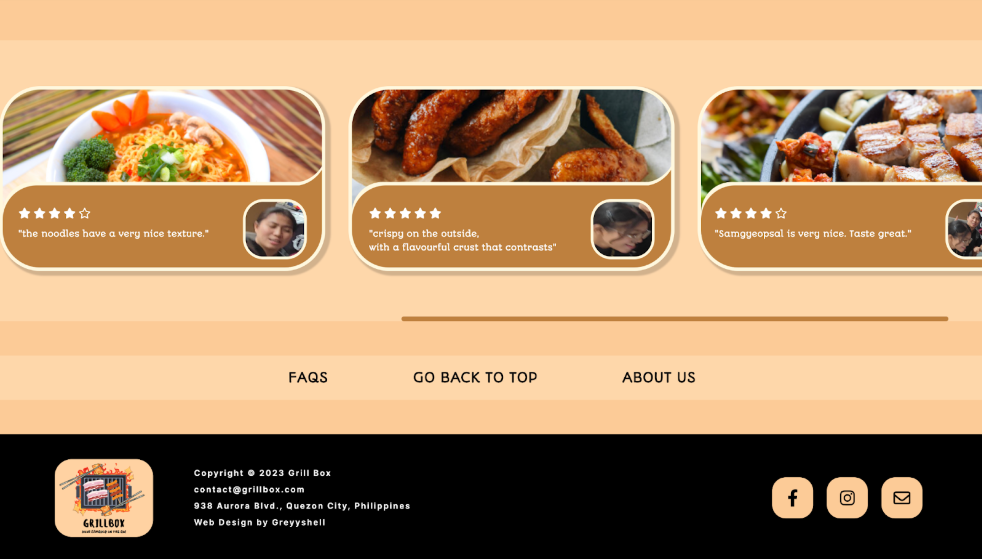 "the noodles have a very nice texture."
"crispy on the outside,
with a flavourful crust that contrasts"
"Samgyeopsal is very nice. Taste great."
FAQS
GO BACK TO TOP
ABOUT US
GRILLBOX
Copyright © 2023 Grill Box
contact@grillbox.com
938 Aurora Blvd., Quezon City, Philippines
Web Design by Greyyshell